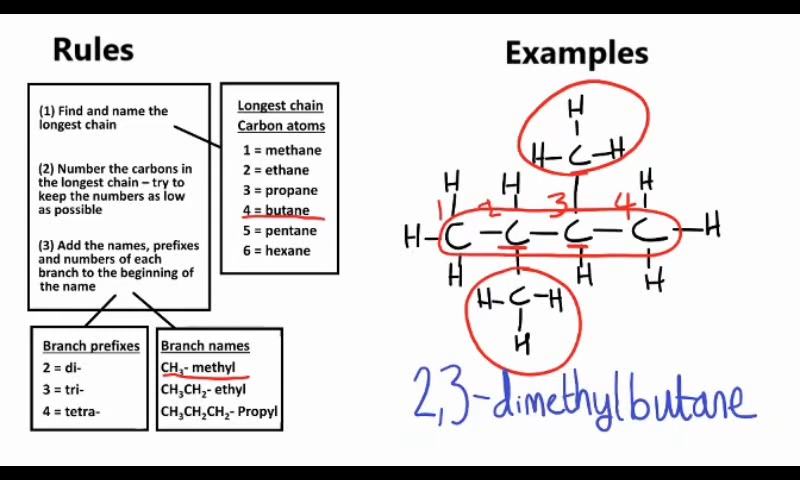 Rules
(1) Find and name the
longest chain
(2) Number the carbons in
the longest chain – try to
keep the numbers as low
as possible
(3) Add the names, prefixes
and numbers of each
branch to the beginning of
the name
Longest chain
Carbon atoms
1 = methane
2 = ethane
3 = propane
4 = butane
5 = pentane
6 = hexane
Branch prefixes
2 = di-
3 = tri-
4 = tetra-
Branch names
CH₃- methyl
CH₃CH₂- ethyl
CH₃CH₂CH₂- Propyl
Examples
H
H–C–H
H H H
1 2 3 4
H–C–C–C–C–H
H H H
H–C–H
H
2,3-dimethylbutane